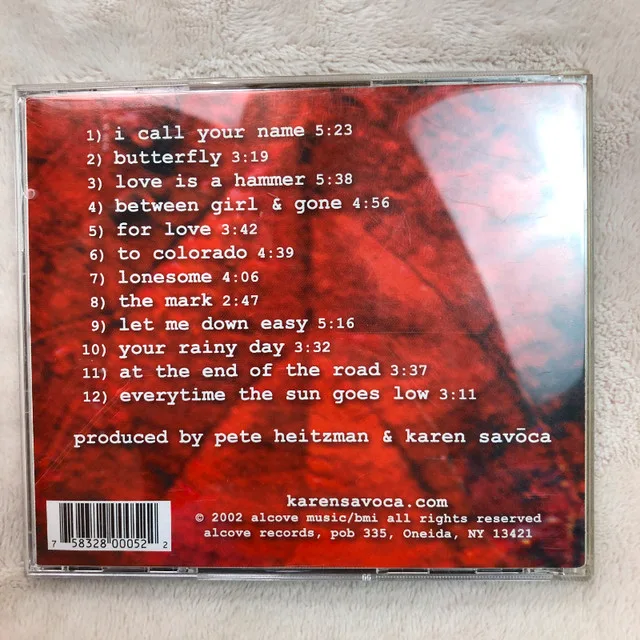 1) i call your name 5:23
2) butterfly 3:19
3) love is a hammer 5:38
4) between girl & gone 4:56
5) for love 3:42
6) to colorado 4:39
7) lonesome 4:06
8) the mark 2:47
9) let me down easy 5:16
10) your rainy day 3:32
11) at the end of the road 3:37
12) everytime the sun goes low 3:11
produced by pete heitzman & karen savōca
karensavoca.com
© 2002 alcove music/bmi all rights reserved
alcove records, pob 335, Oneida, NY 13421
7 58328 00052 2